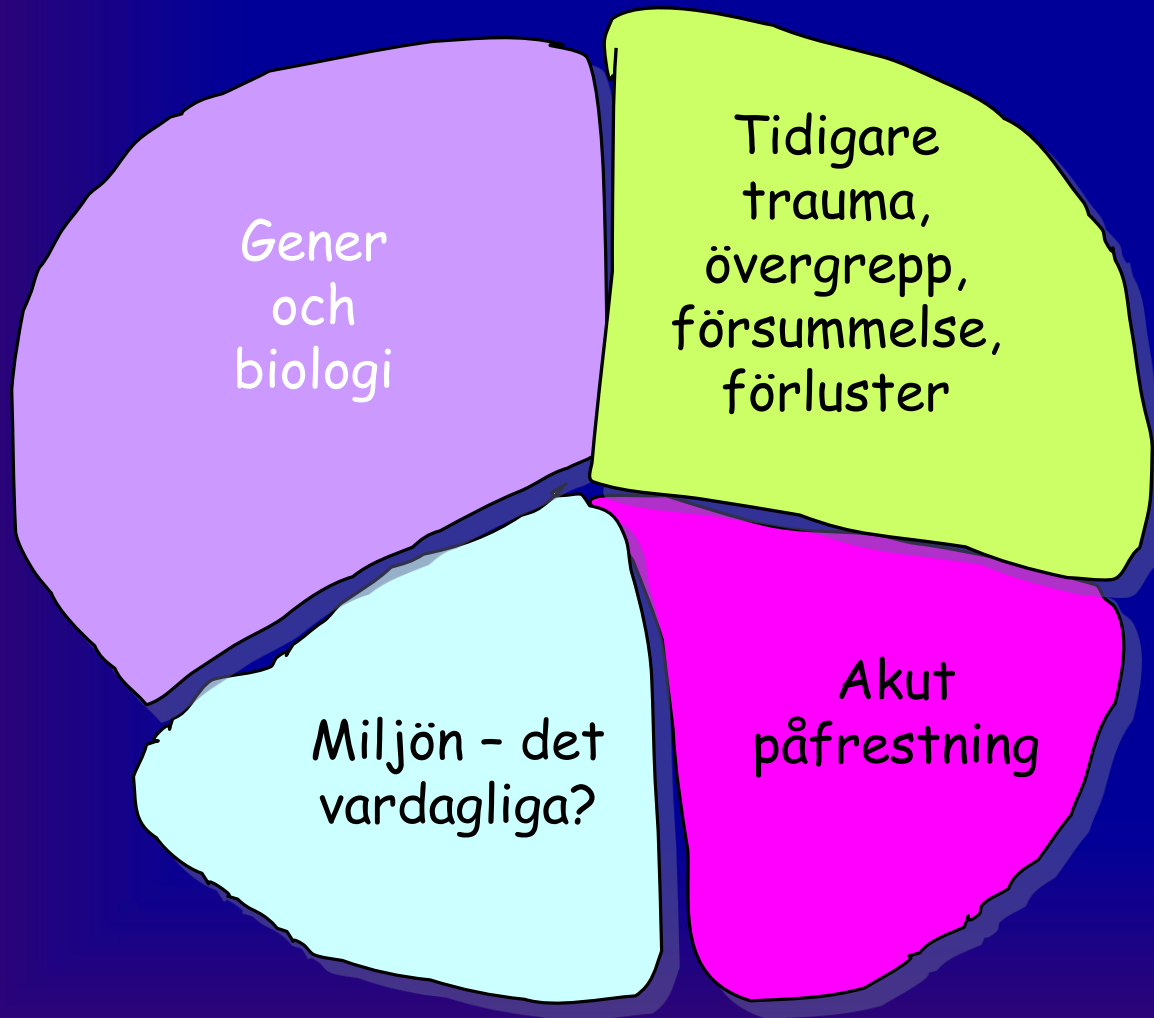 Gener
och
biologi
Tidigare
trauma,
övergrepp,
försummelse,
förluster
Miljön – det
vardagliga?
Akut
påfrestning